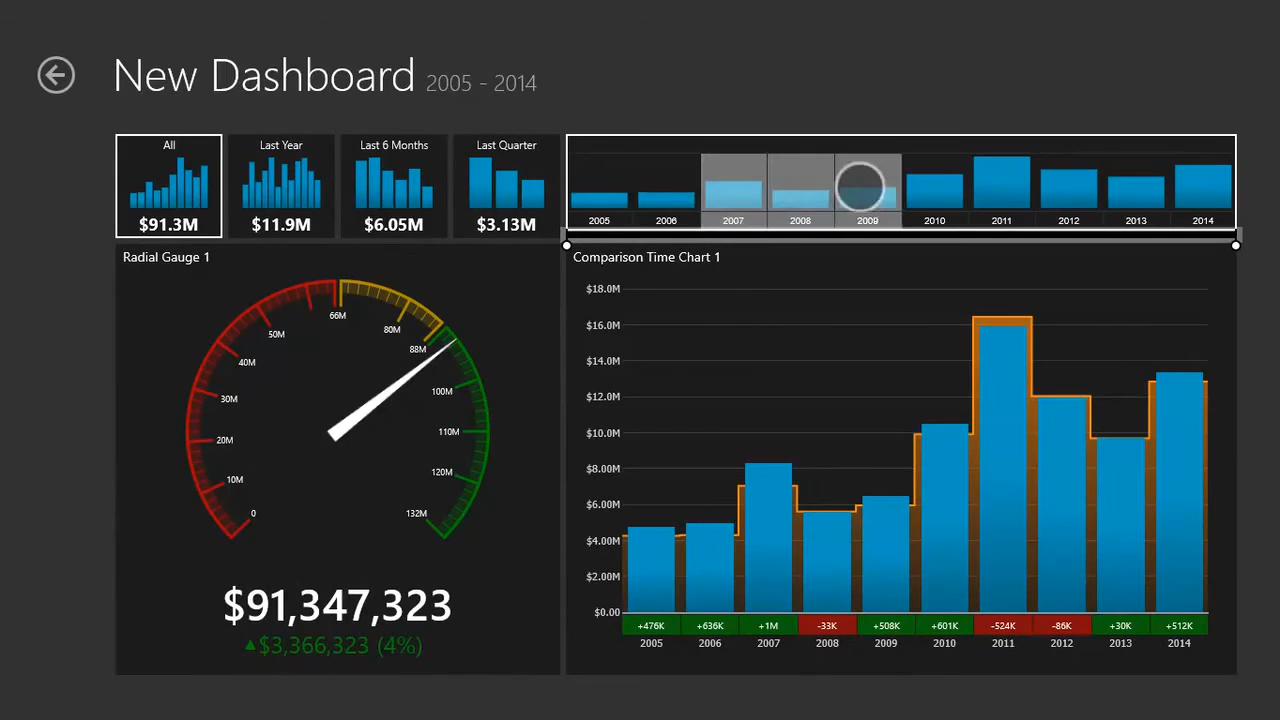 New Dashboard 2005 - 2014
All
$91.3M
Last Year
$11.9M
Last 6 Months
$6.05M
Last Quarter
$3.13M
2005 2006 2007 2008 2009 2010 2011 2012 2013 2014
Radial Gauge 1
0
10M
20M
30M
40M
50M
66M
80M
88M
100M
110M
120M
132M
$91,347,323
▲$3,366,323 (4%)
Comparison Time Chart 1
$18.0M
$16.0M
$14.0M
$12.0M
$10.0M
$8.00M
$6.00M
$4.00M
$2.00M
$0.00
+476K +636K +1M -33K +508K +601K -524K -86K +30K +512K
2005 2006 2007 2008 2009 2010 2011 2012 2013 2014